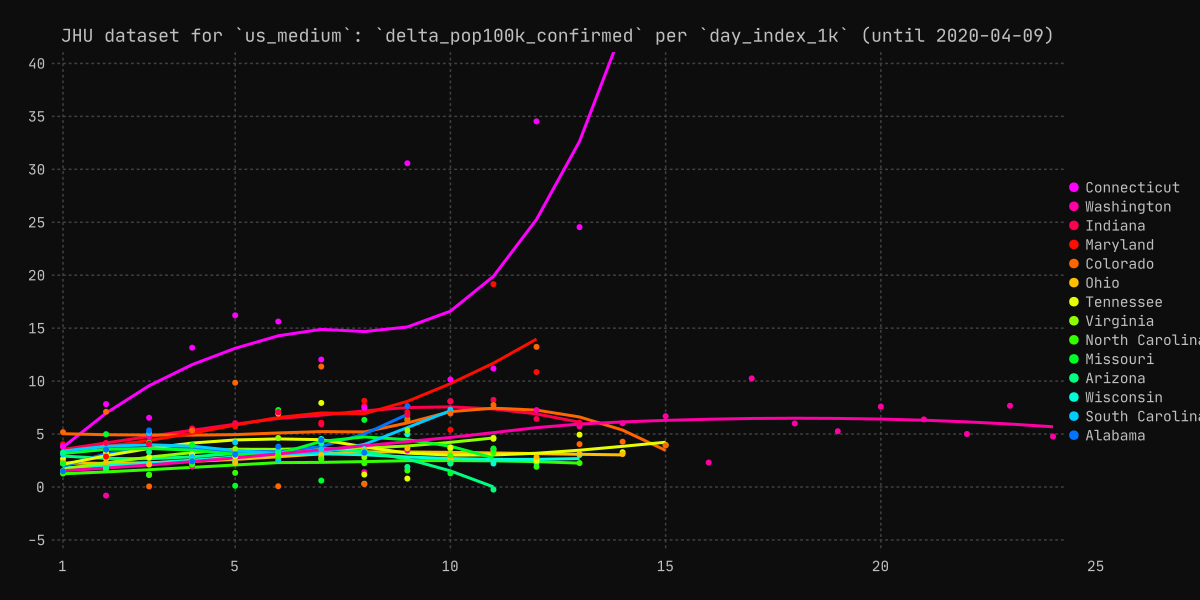 JHU dataset for `us_medium`: `delta_pop100k_confirmed` per `day_index_1k` (until 2020-04-09)
40
35
30
25
20
15
10
5
0
-5
1 5 10 15 20 25
Connecticut
Washington
Indiana
Maryland
Colorado
Ohio
Tennessee
Virginia
North Carolina
Missouri
Arizona
Wisconsin
South Carolina
Alabama